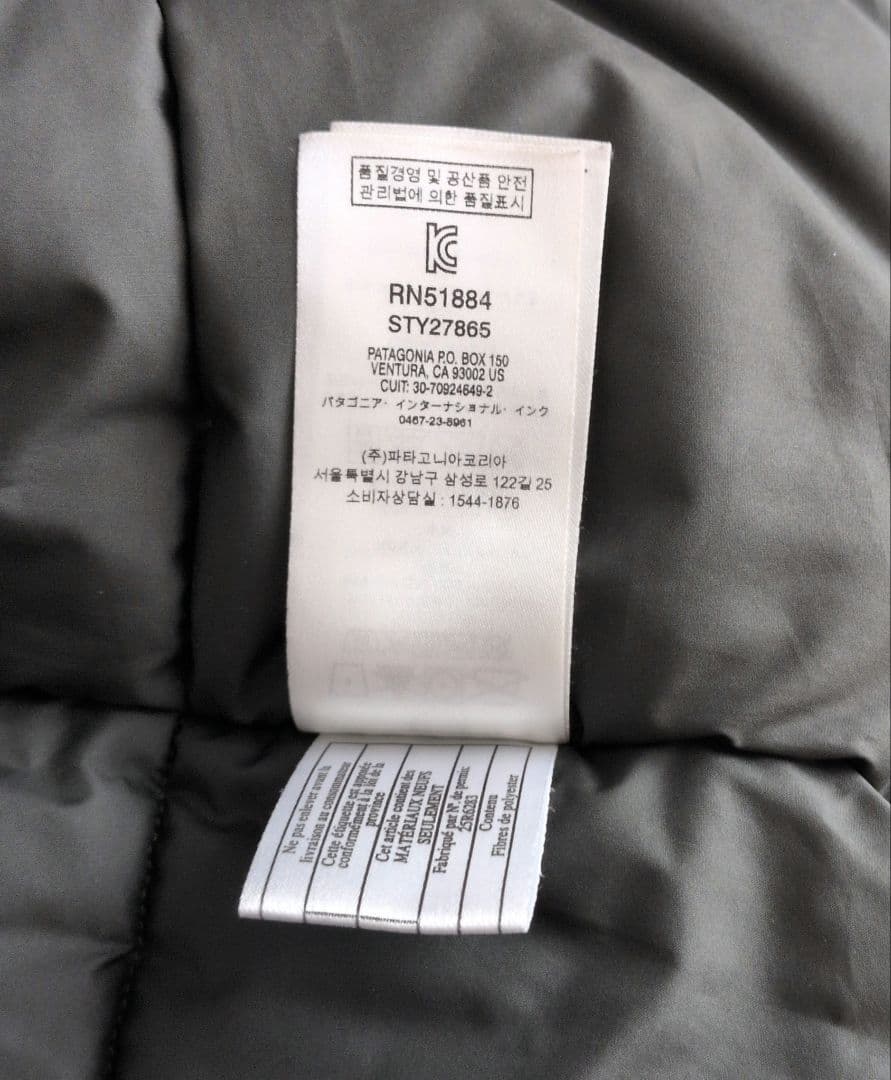 품질경영 및 공산품 안전
관리법에 의한 품질표시
RN51884
STY27865
PATAGONIA P.O. BOX 150
VENTURA, CA 93002 US
CUIT: 30-70924649-2
パタゴニア・インターナショナル・インク
0467-23-8961
(주)파타고니아코리아
서울특별시 강남구 삼성로 122길 25
소비자상담실 : 1544-1876
Ne pas enlever avant la
livraison au consommateur
Cette étiquette est apposée
conformément à la loi de la
province
Cet article contient des
MATÉRIAUX NEUFS
SEULEMENT
Fabriqué par Nº. de permis:
25R6283
Contenu
Fibres de polyester